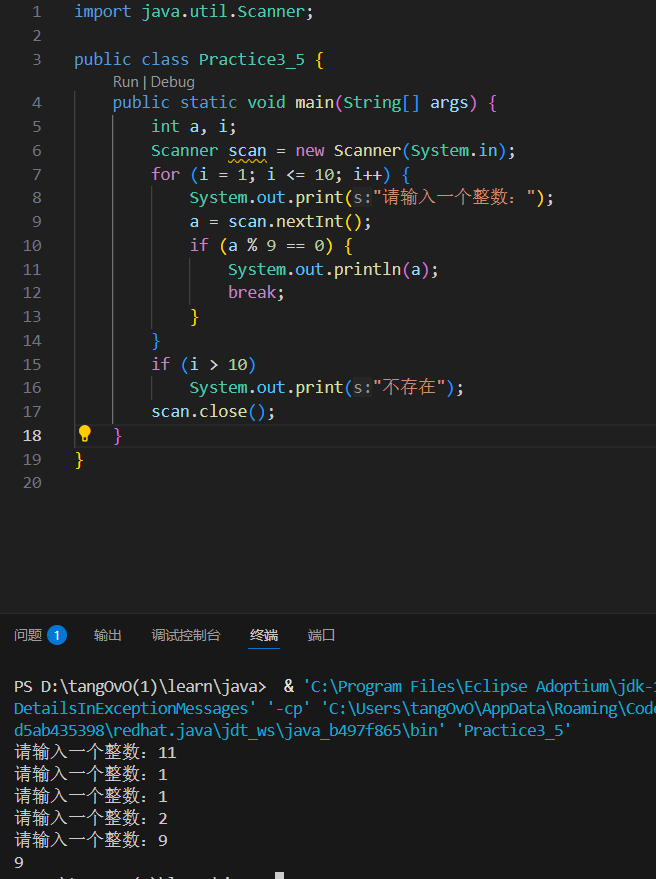 1 import java.util.Scanner;
2
3 public class Practice3_5 {
Run | Debug
4 public static void main(String[] args) {
5 int a, i;
6 Scanner scan = new Scanner(System.in);
7 for (i = 1; i <= 10; i++) {
8 System.out.print(s:"请输入一个整数：");
9 a = scan.nextInt();
10 if (a % 9 == 0) {
11 System.out.println(a);
12 break;
13 }
14 }
15 if (i > 10)
16 System.out.print(s:"不存在");
17 scan.close();
18 }
19 }
20
问题 1 输出 调试控制台 终端 端口
PS D:\tangOvO(1)\learn\java> & 'C:\Program Files\Eclipse Adoptium\jdk-
DetailsInExceptionMessages' '-cp' 'C:\Users\tangOvO\AppData\Roaming\Code
d5ab435398\redhat.java\jdt_ws\java_b497f865\bin' 'Practice3_5'
请输入一个整数：11
请输入一个整数：1
请输入一个整数：1
请输入一个整数：2
请输入一个整数：9
9